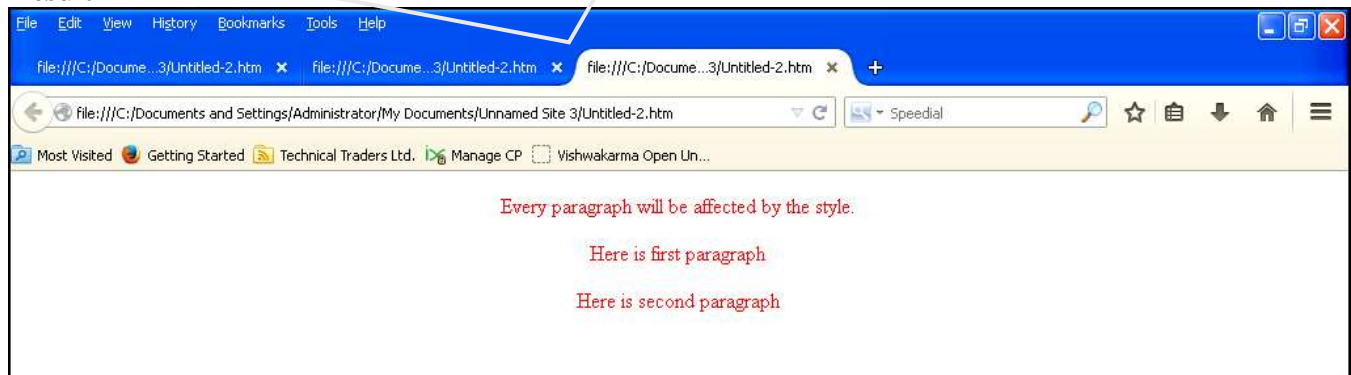 File Edit View History Bookmarks Tools Help
file:///C:/Docume...3/Untitled-2.htm file:///C:/Docume...3/Untitled-2.htm file:///C:/Docume...3/Untitled-2.htm
file:///C:/Documents and Settings/Administrator/My Documents/Unnamed Site 3/Untitled-2.htm Speedial
Most Visited Getting Started Technical Traders Ltd. Manage CP Vishwakarma Open Un...
Every paragraph will be affected by the style.
Here is first paragraph
Here is second paragraph